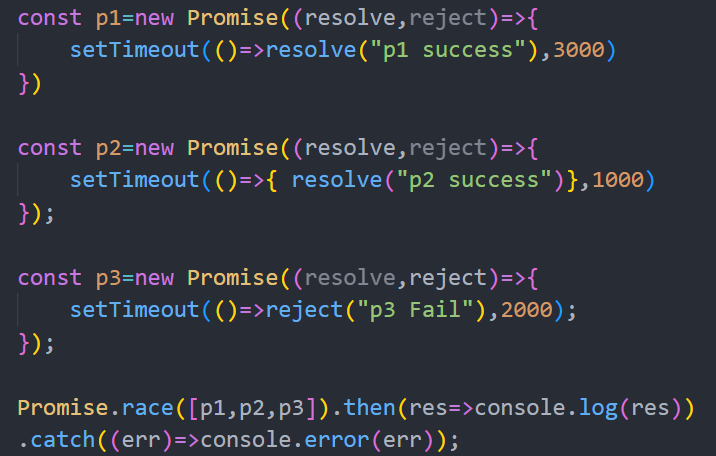 const p1=new Promise((resolve,reject)=>{
    setTimeout(()=>resolve("p1 success"),3000)
})

const p2=new Promise((resolve,reject)=>{
    setTimeout(()=>{ resolve("p2 success")},1000)
});

const p3=new Promise((resolve,reject)=>{
    setTimeout(()=>reject("p3 Fail"),2000);
});

Promise.race([p1,p2,p3]).then(res=>console.log(res))
.catch((err)=>console.error(err));